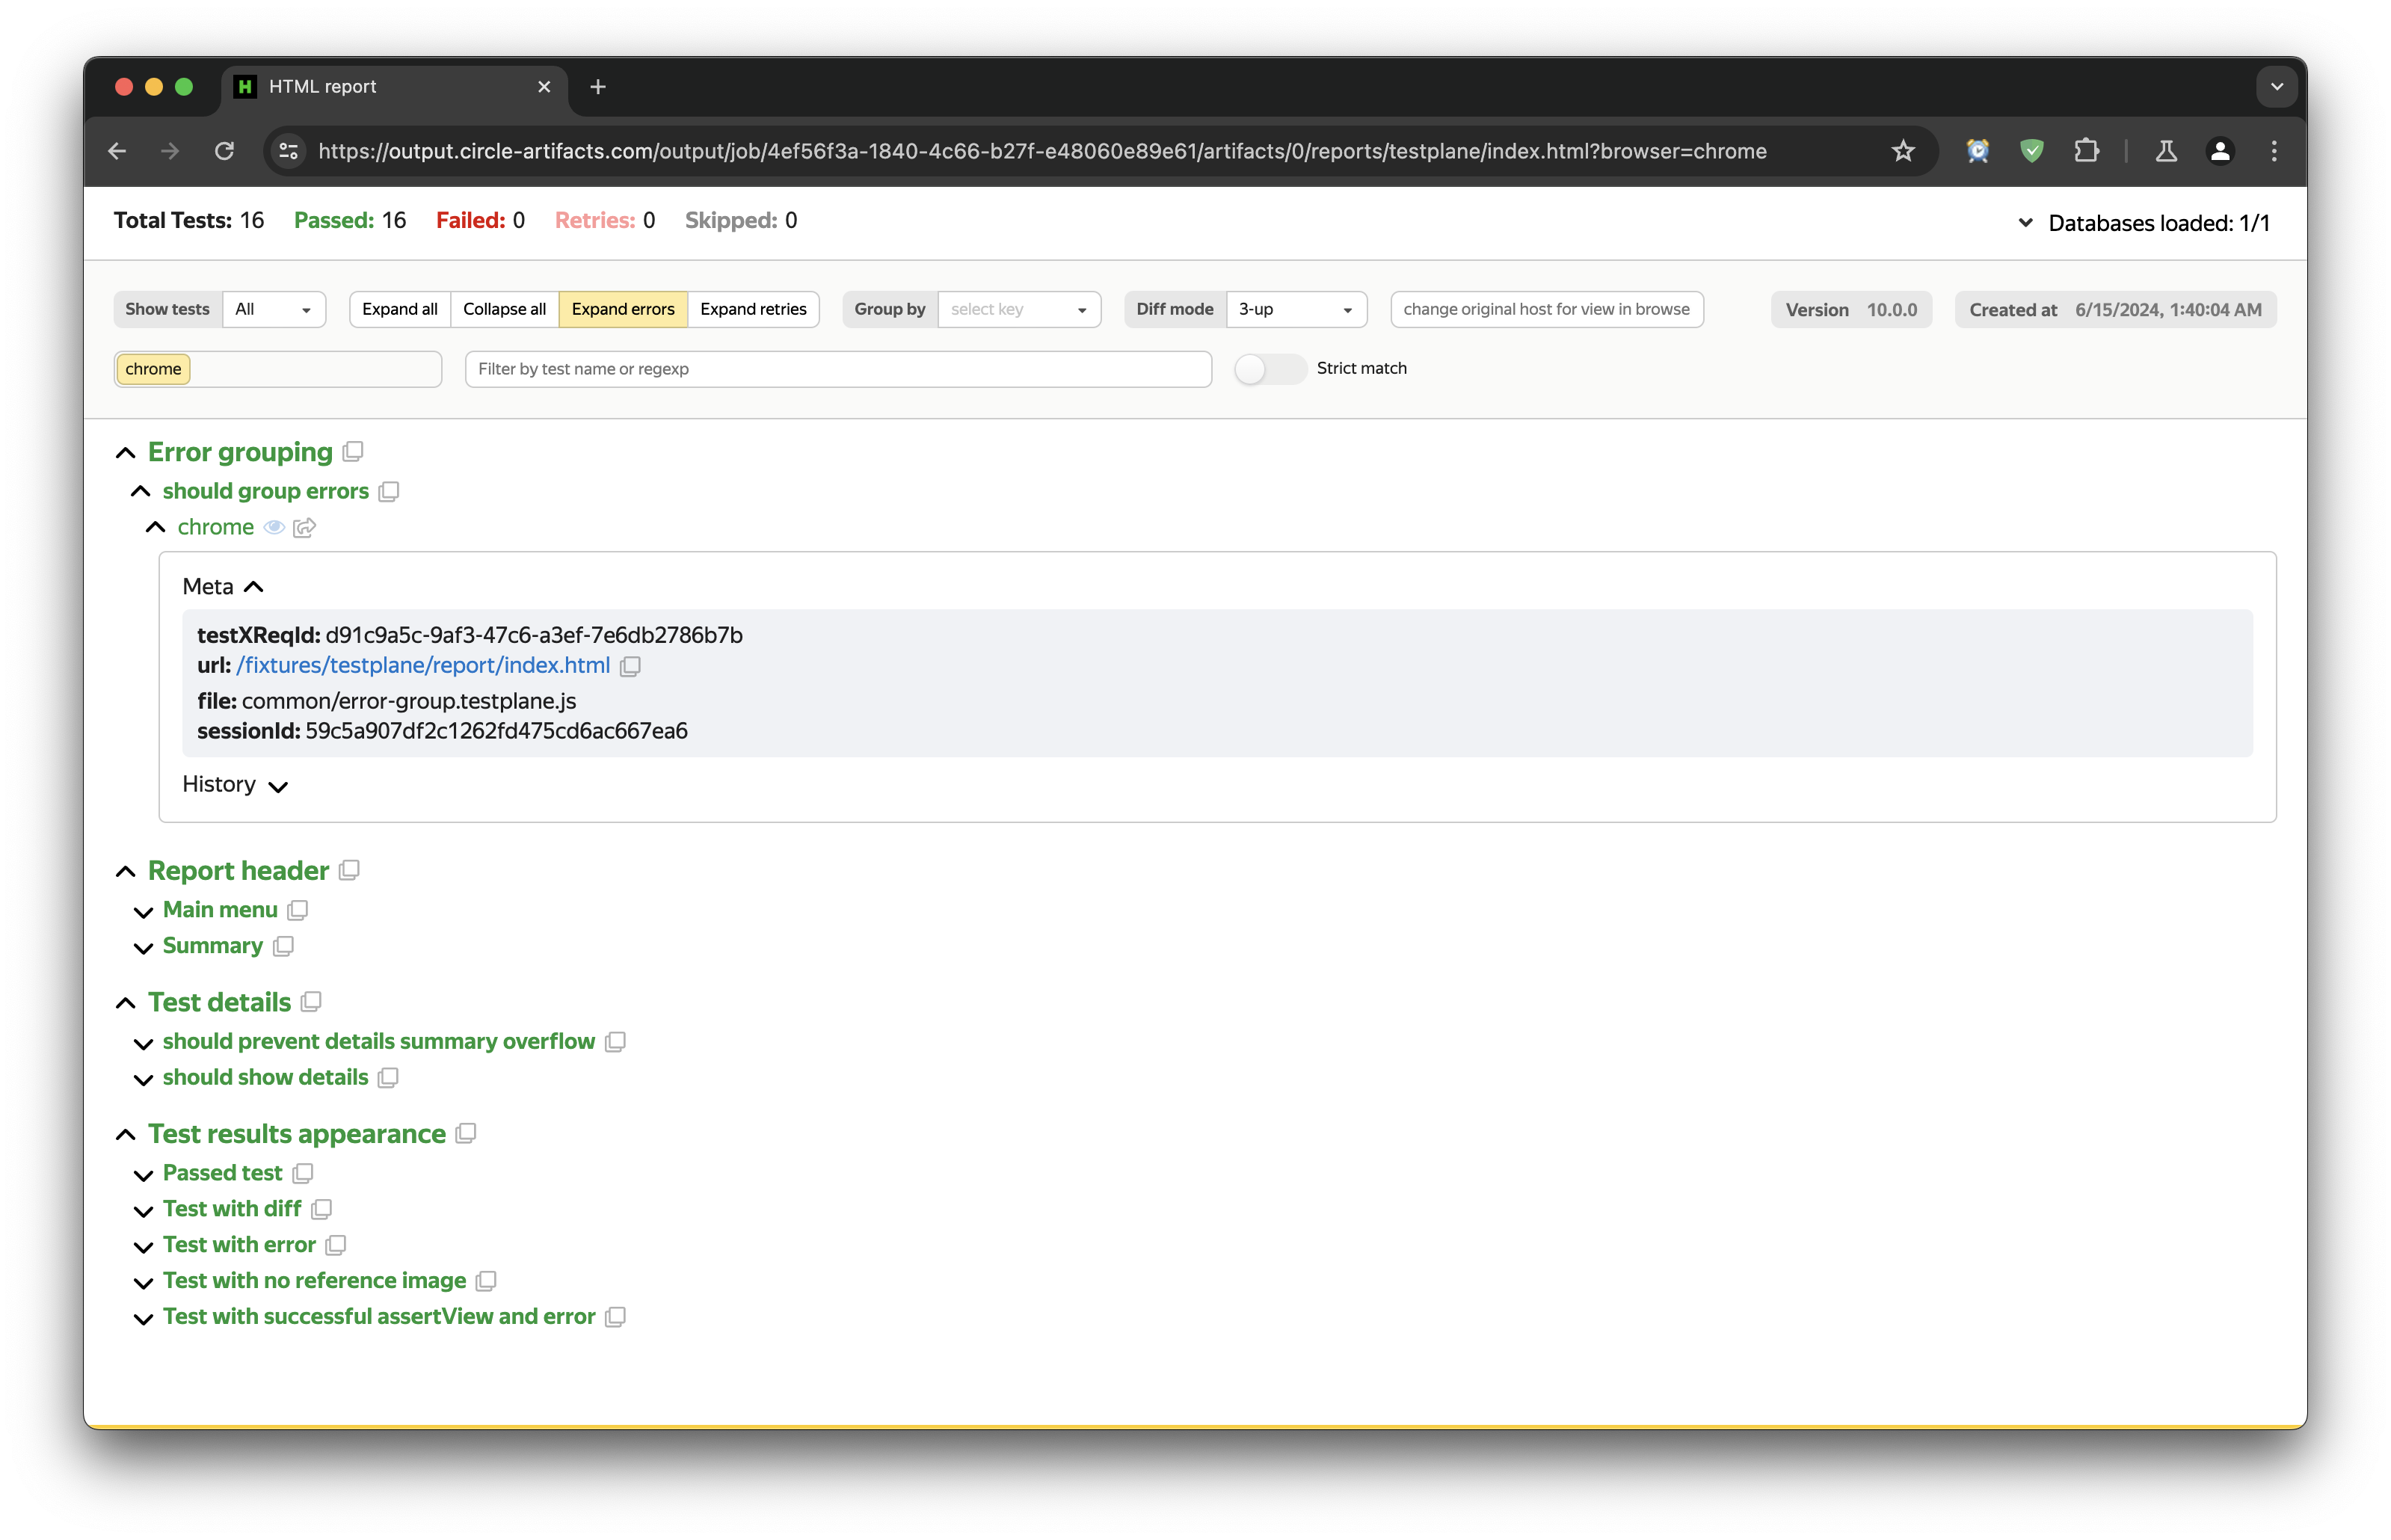 HTML report
https://output.circle-artifacts.com/output/job/4ef56f3a-1840-4c66-b27f-e48060e89e61/artifacts/0/reports/testplane/index.html?browser=chrome
Total Tests: 16 Passed: 16 Failed: 0 Retries: 0 Skipped: 0 Databases loaded: 1/1
Show tests All Expand all Collapse all Expand errors Expand retries Group by select key Diff mode 3-up change original host for view in browse Version 10.0.0 Created at 6/15/2024, 1:40:04 AM
chrome Filter by test name or regexp Strict match
Error grouping
should group errors
chrome
Meta
testXReqId: d91c9a5c-9af3-47c6-a3ef-7e6db2786b7b
url: /fixtures/testplane/report/index.html
file: common/error-group.testplane.js
sessionId: 59c5a907df2c1262fd475cd6ac667ea6
History
Report header
Main menu
Summary
Test details
should prevent details summary overflow
should show details
Test results appearance
Passed test
Test with diff
Test with error
Test with no reference image
Test with successful assertView and error